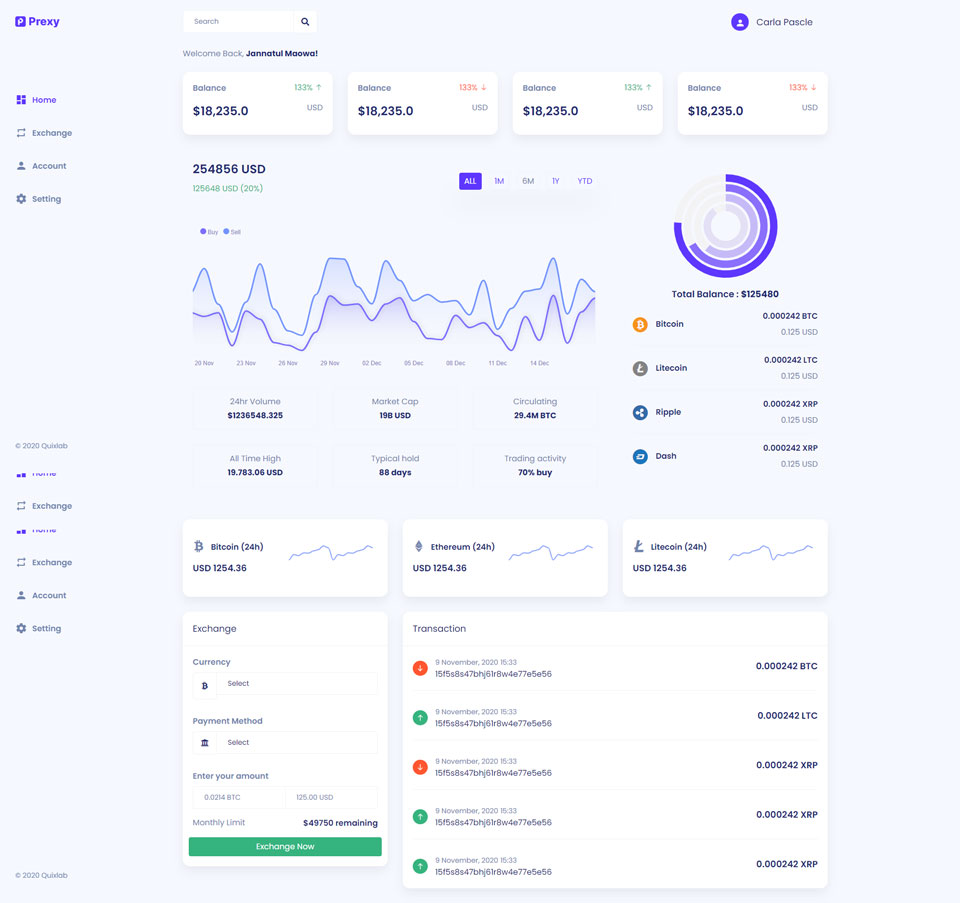 Prexy
Search
Carla Pascle
Welcome Back, Jannatul Maowa!
Home
Exchange
Account
Setting
Balance 133% ↑
$18,235.0 USD
Balance 133% ↓
$18,235.0 USD
Balance 133% ↑
$18,235.0 USD
Balance 133% ↓
$18,235.0 USD
254856 USD
125648 USD (20%)
ALL 1M 6M 1Y YTD
Buy Sell
20 Nov 23 Nov 26 Nov 29 Nov 02 Dec 05 Dec 08 Dec 11 Dec 14 Dec
24hr Volume
$1236548.325
Market Cap
19B USD
Circulating
29.4M BTC
All Time High
19.783.06 USD
Typical hold
88 days
Trading activity
70% buy
Total Balance : $125480
Bitcoin
0.000242 BTC
0.125 USD
Litecoin
0.000242 LTC
0.125 USD
Ripple
0.000242 XRP
0.125 USD
Dash
0.000242 XRP
0.125 USD
© 2020 Quixlab
Home
Exchange
Home
Exchange
Account
Setting
Bitcoin (24h)
USD 1254.36
Ethereum (24h)
USD 1254.36
Litecoin (24h)
USD 1254.36
Exchange
Currency
Select
Payment Method
Select
Enter your amount
0.0214 BTC 125.00 USD
Monthly Limit $49750 remaining
Exchange Now
Transaction
9 November, 2020 15:33
15f5s8s47bhj61r8w4e77e5e56
0.000242 BTC
9 November, 2020 15:33
15f5s8s47bhj61r8w4e77e5e56
0.000242 LTC
9 November, 2020 15:33
15f5s8s47bhj61r8w4e77e5e56
0.000242 XRP
9 November, 2020 15:33
15f5s8s47bhj61r8w4e77e5e56
0.000242 XRP
9 November, 2020 15:33
15f5s8s47bhj61r8w4e77e5e56
0.000242 XRP
© 2020 Quixlab